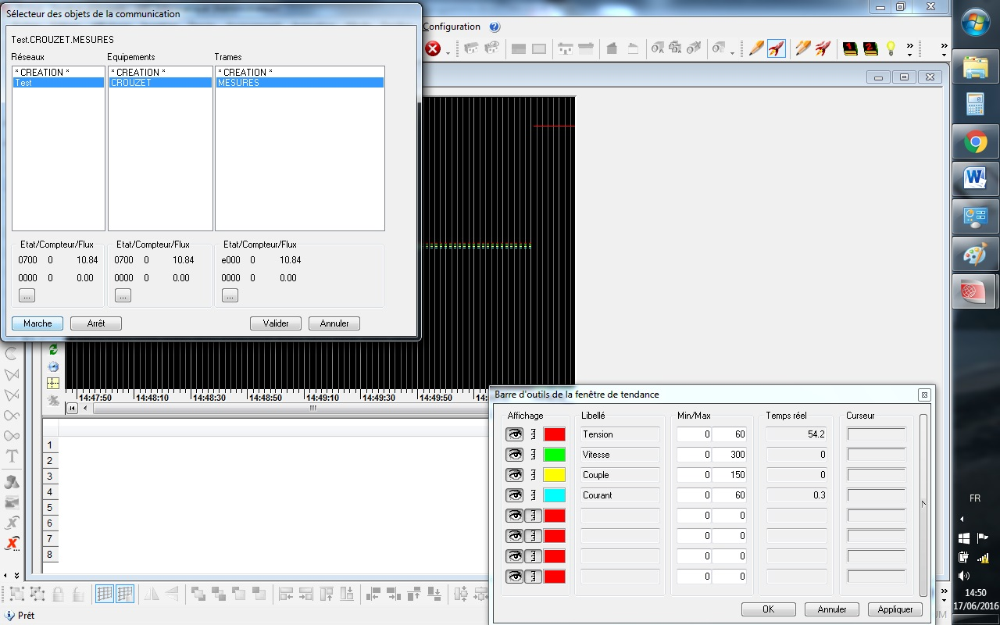 Sélecteur des objets de la communication
Test.CROUZET.MESURES
Réseaux Equipements Trames
* CREATION * * CREATION * * CREATION *
Test CROUZET MESURES
Etat/Compteur/Flux Etat/Compteur/Flux Etat/Compteur/Flux
0700 0 10.84 0700 0 10.84 e000 0 10.84
0000 0 0.00 0000 0 0.00 0000 0 0.00
... ... ...
Marche Arrêt Valider Annuler
Configuration ?
1 2
14:47:50 14:48:10 14:48:30 14:48:50 14:49:10 14:49:30 14:49:50
1
2
3
4
5
6
7
8
Barre d'outils de la fenêtre de tendance
Affichage Libellé Min/Max Temps réel Curseur
Tension 0 60 54.2
Vitesse 0 300 0
Couple 0 150 0
Courant 0 60 0.3
0 0
0 0
0 0
0 0
OK Annuler Appliquer
T
Prêt
FR
14:50
17/06/2016